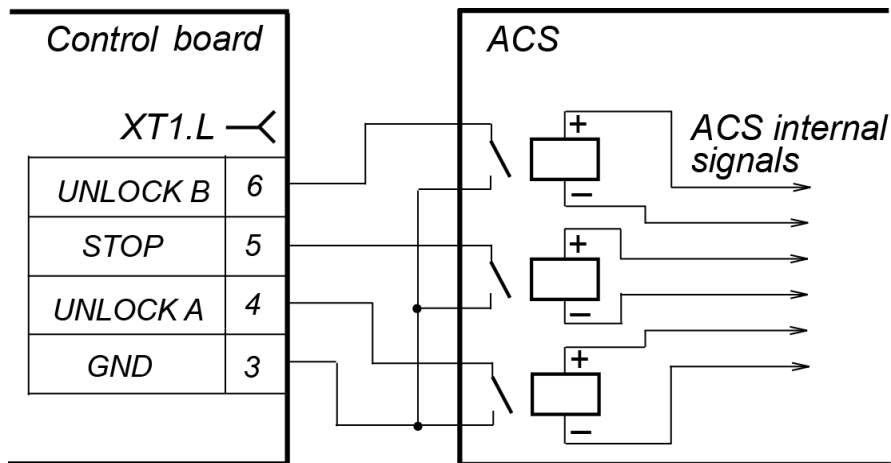 Control board
ACS
XT1.L
ACS internal
signals
UNLOCK B 6
STOP 5
UNLOCK A 4
GND 3
+
−
+
−
+
−